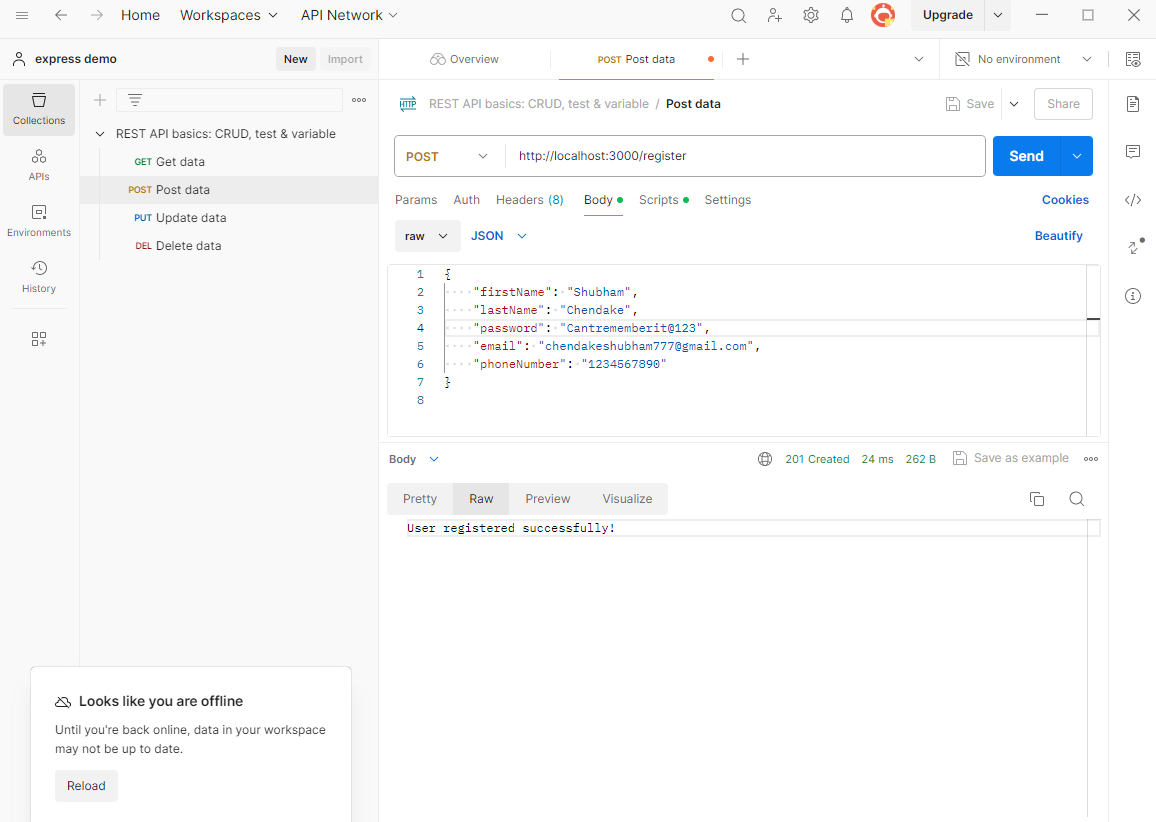 Home Workspaces API Network Upgrade
express demo New Import Overview POST Post data No environment
Collections
APIs
Environments
History
REST API basics: CRUD, test & variable
GET Get data
POST Post data
PUT Update data
DEL Delete data
HTTP REST API basics: CRUD, test & variable / Post data Save Share
POST http://localhost:3000/register Send
Params Auth Headers (8) Body Scripts Settings Cookies
raw JSON Beautify
1 {
2 "firstName": "Shubham",
3 "lastName": "Chendake",
4 "password": "Cantrememberit@123",
5 "email": "chendakeshubham777@gmail.com",
6 "phoneNumber": "1234567890"
7 }
8
Body 201 Created 24 ms 262 B Save as example
Pretty Raw Preview Visualize
User registered successfully!
Looks like you are offline
Until you're back online, data in your workspace
may not be up to date.
Reload